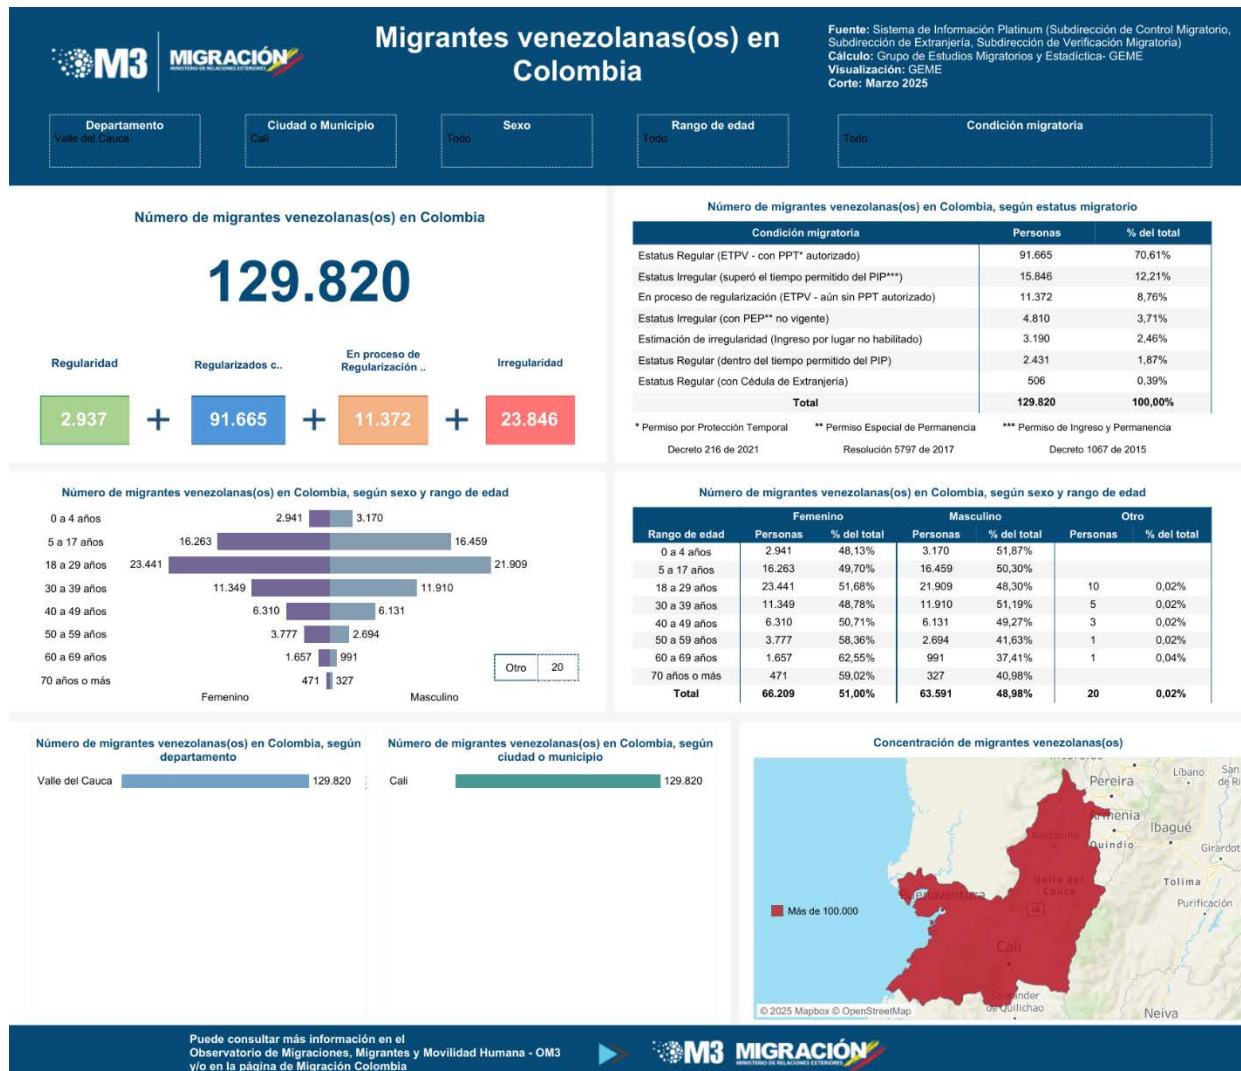 M3
MIGRACIÓN
MINISTERIO DE RELACIONES EXTERIORES
Migrantes venezolanas(os) en
Colombia
Fuente: Sistema de Información Platinum (Subdirección de Control Migratorio,
Subdirección de Extranjería, Subdirección de Verificación Migratoria)
Cálculo: Grupo de Estudios Migratorios y Estadística- GEME
Visualización: GEME
Corte: Marzo 2025
Departamento
Valle del Cauca
Ciudad o Municipio
Cali
Sexo
Todo
Rango de edad
Todo
Condición migratoria
Todo
Número de migrantes venezolanas(os) en Colombia
129.820
Regularidad
Regularizados c..
En proceso de
Regularización ..
Irregularidad
2.937 + 91.665 + 11.372 + 23.846
Número de migrantes venezolanas(os) en Colombia, según estatus migratorio
Condición migratoria Personas % del total
Estatus Regular (ETPV - con PPT* autorizado) 91.665 70,61%
Estatus Irregular (superó el tiempo permitido del PIP***) 15.846 12,21%
En proceso de regularización (ETPV - aún sin PPT autorizado) 11.372 8,76%
Estatus Irregular (con PEP** no vigente) 4.810 3,71%
Estimación de irregularidad (Ingreso por lugar no habilitado) 3.190 2,46%
Estatus Regular (dentro del tiempo permitido del PIP) 2.431 1,87%
Estatus Regular (con Cédula de Extranjería) 506 0,39%
Total 129.820 100,00%
* Permiso por Protección Temporal ** Permiso Especial de Permanencia *** Permiso de Ingreso y Permanencia
Decreto 216 de 2021 Resolución 5797 de 2017 Decreto 1067 de 2015
Número de migrantes venezolanas(os) en Colombia, según sexo y rango de edad
0 a 4 años 2.941 3.170
5 a 17 años 16.263 16.459
18 a 29 años 23.441 21.909
30 a 39 años 11.349 11.910
40 a 49 años 6.310 6.131
50 a 59 años 3.777 2.694
60 a 69 años 1.657 991
70 años o más 471 327
Femenino Masculino
Otro 20
Número de migrantes venezolanas(os) en Colombia, según sexo y rango de edad
Femenino Masculino Otro
Rango de edad Personas % del total Personas % del total Personas % del total
0 a 4 años 2.941 48,13% 3.170 51,87%
5 a 17 años 16.263 49,70% 16.459 50,30%
18 a 29 años 23.441 51,68% 21.909 48,30% 10 0,02%
30 a 39 años 11.349 48,78% 11.910 51,19% 5 0,02%
40 a 49 años 6.310 50,71% 6.131 49,27% 3 0,02%
50 a 59 años 3.777 58,36% 2.694 41,63% 1 0,02%
60 a 69 años 1.657 62,55% 991 37,41% 1 0,04%
70 años o más 471 59,02% 327 40,98%
Total 66.209 51,00% 63.591 48,98% 20 0,02%
Número de migrantes venezolanas(os) en Colombia, según
departamento
Valle del Cauca 129.820
Número de migrantes venezolanas(os) en Colombia, según
ciudad o municipio
Cali 129.820
Concentración de migrantes venezolanas(os)
Pereira
Líbano
San
de Ri
Armenia
Ibagué
Quindio
Girardot
Valle del
Cauca
Tolima
Buenaventura
Purificación
Más de 100.000
Cali
Santander
de Quilichao
Neiva
© 2025 Mapbox © OpenStreetMap
Puede consultar más información en el
Observatorio de Migraciones, Migrantes y Movilidad Humana - OM3
y/o en la página de Migración Colombia
M3
MIGRACIÓN
MINISTERIO DE RELACIONES EXTERIORES